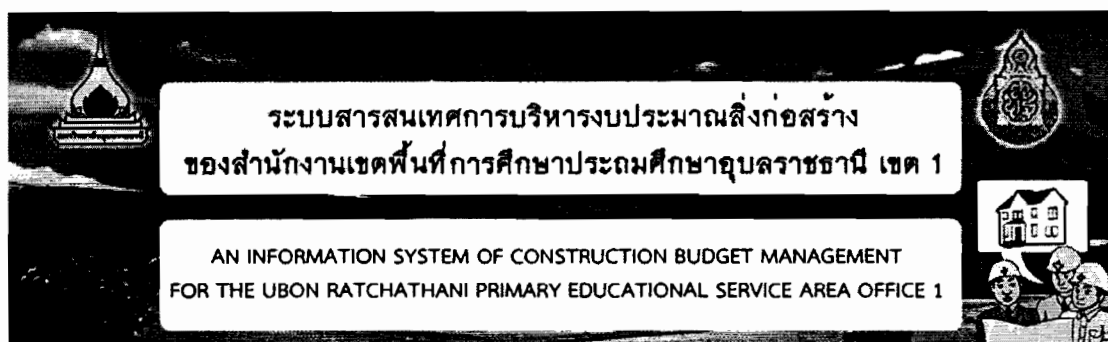 ระบบสารสนเทศการบริหารงบประมาณสิ่งก่อสร้าง
ของสำนักงานเขตพื้นที่การศึกษาประถมศึกษาอุบลราชธานี เขต 1
AN INFORMATION SYSTEM OF CONSTRUCTION BUDGET MANAGEMENT
FOR THE UBON RATCHATHANI PRIMARY EDUCATIONAL SERVICE AREA OFFICE 1